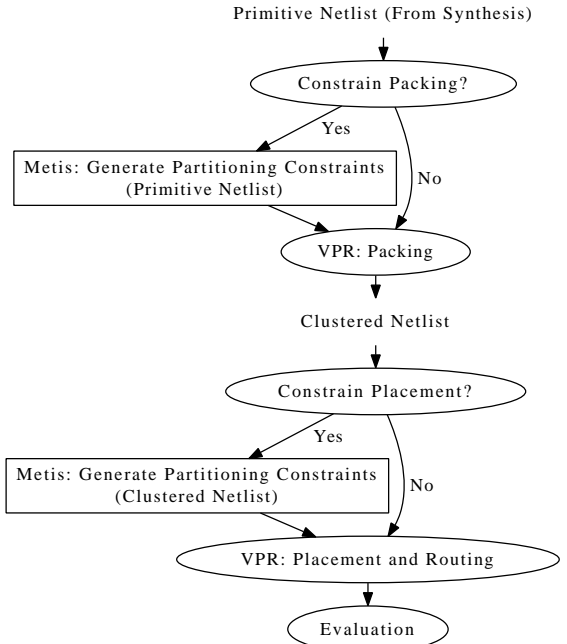 Primitive Netlist (From Synthesis)
Constrain Packing?
Yes
Metis: Generate Partitioning Constraints
(Primitive Netlist)
No
VPR: Packing
Clustered Netlist
Constrain Placement?
Yes
Metis: Generate Partitioning Constraints
(Clustered Netlist)
No
VPR: Placement and Routing
Evaluation